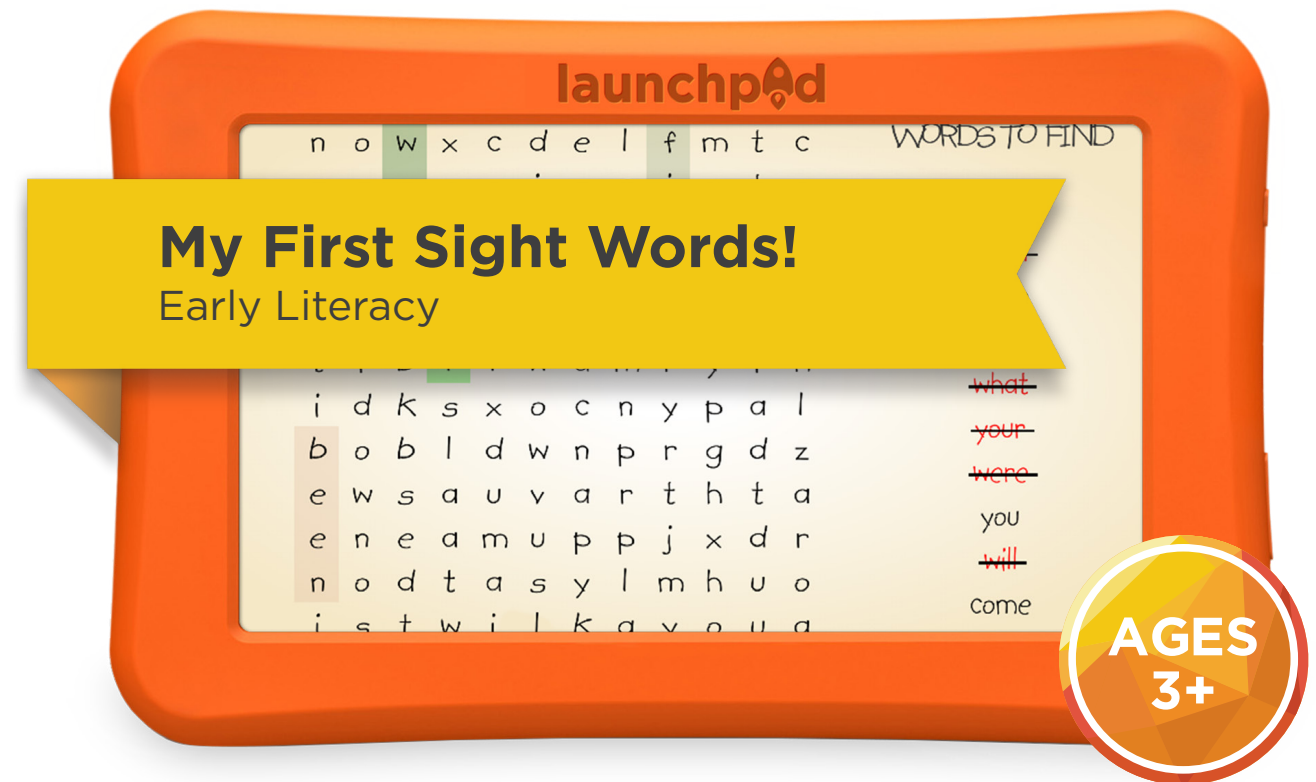 launchpad
n o w x c d e l f m t c
WORDS TO FIND
My First Sight Words!
Early Literacy
i d k s x o c n y p a l
b o b l d w n p r g d z
e w s a u v a r t h t a
e n e a m u p p j x d r
n o d t a s y l m h u o
what
your
were
you
will
come
AGES
3+